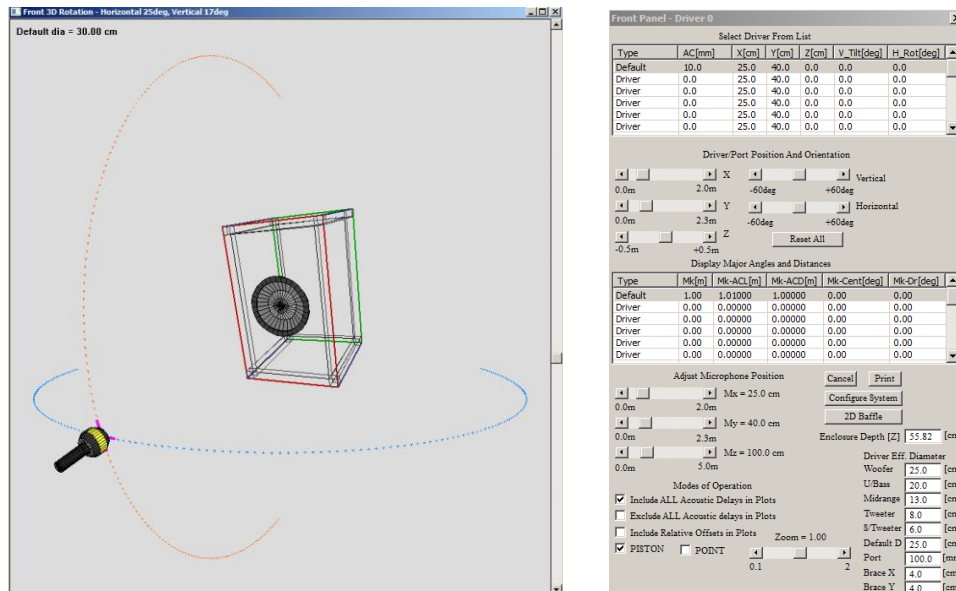 Front 3D Rotation - Horizontal 25deg, Vertical 17deg
Default dia = 30.00 cm
Front Panel - Driver 0
Select Driver From List
Type AC[mm] X[cm] Y[cm] Z[cm] V_Tilt[deg] H_Rot[deg]
Default 10.0 25.0 40.0 0.0 0.0 0.0
Driver 0.0 25.0 40.0 0.0 0.0 0.0
Driver 0.0 25.0 40.0 0.0 0.0 0.0
Driver 0.0 25.0 40.0 0.0 0.0 0.0
Driver 0.0 25.0 40.0 0.0 0.0 0.0
Driver 0.0 25.0 40.0 0.0 0.0 0.0
Driver/Port Position And Orientation
X Vertical
0.0m 2.0m -60deg +60deg
Y Horizontal
0.0m 2.3m -60deg +60deg
Z Reset All
-0.5m +0.5m
Display Major Angles and Distances
Type Mk[m] Mk-ACL[m] Mk-ACD[m] Mk-Cent[deg] Mk-Dr[deg]
Default 1.00 1.01000 1.00000 0.00 0.00
Driver 0.00 0.00000 0.00000 0.00 0.00
Driver 0.00 0.00000 0.00000 0.00 0.00
Driver 0.00 0.00000 0.00000 0.00 0.00
Driver 0.00 0.00000 0.00000 0.00 0.00
Driver 0.00 0.00000 0.00000 0.00 0.00
Adjust Microphone Position Cancel Print
Mx = 25.0 cm Configure System
0.0m 2.0m
My = 40.0 cm 2D Baffle
0.0m 2.3m Enclosure Depth [Z] 55.82 [cm
Mz = 100.0 cm Driver Eff. Diameter
0.0m 5.0m Woofer 25.0 [cm
Modes of Operation U/Bass 20.0 [cm
Include ALL Acoustic Delays in Plots Midrange 13.0 [cm
Exclude ALL Acoustic delays in Plots Tweeter 8.0 [cm
Include Relative Offsets in Plots Zoom = 1.00 S/Tweeter 6.0 [cm
PISTON POINT Default D 25.0 [cm
0.1 2 Port 100.0 [mm
Brace X 4.0 [cm
Brace Y 4.0 [cm